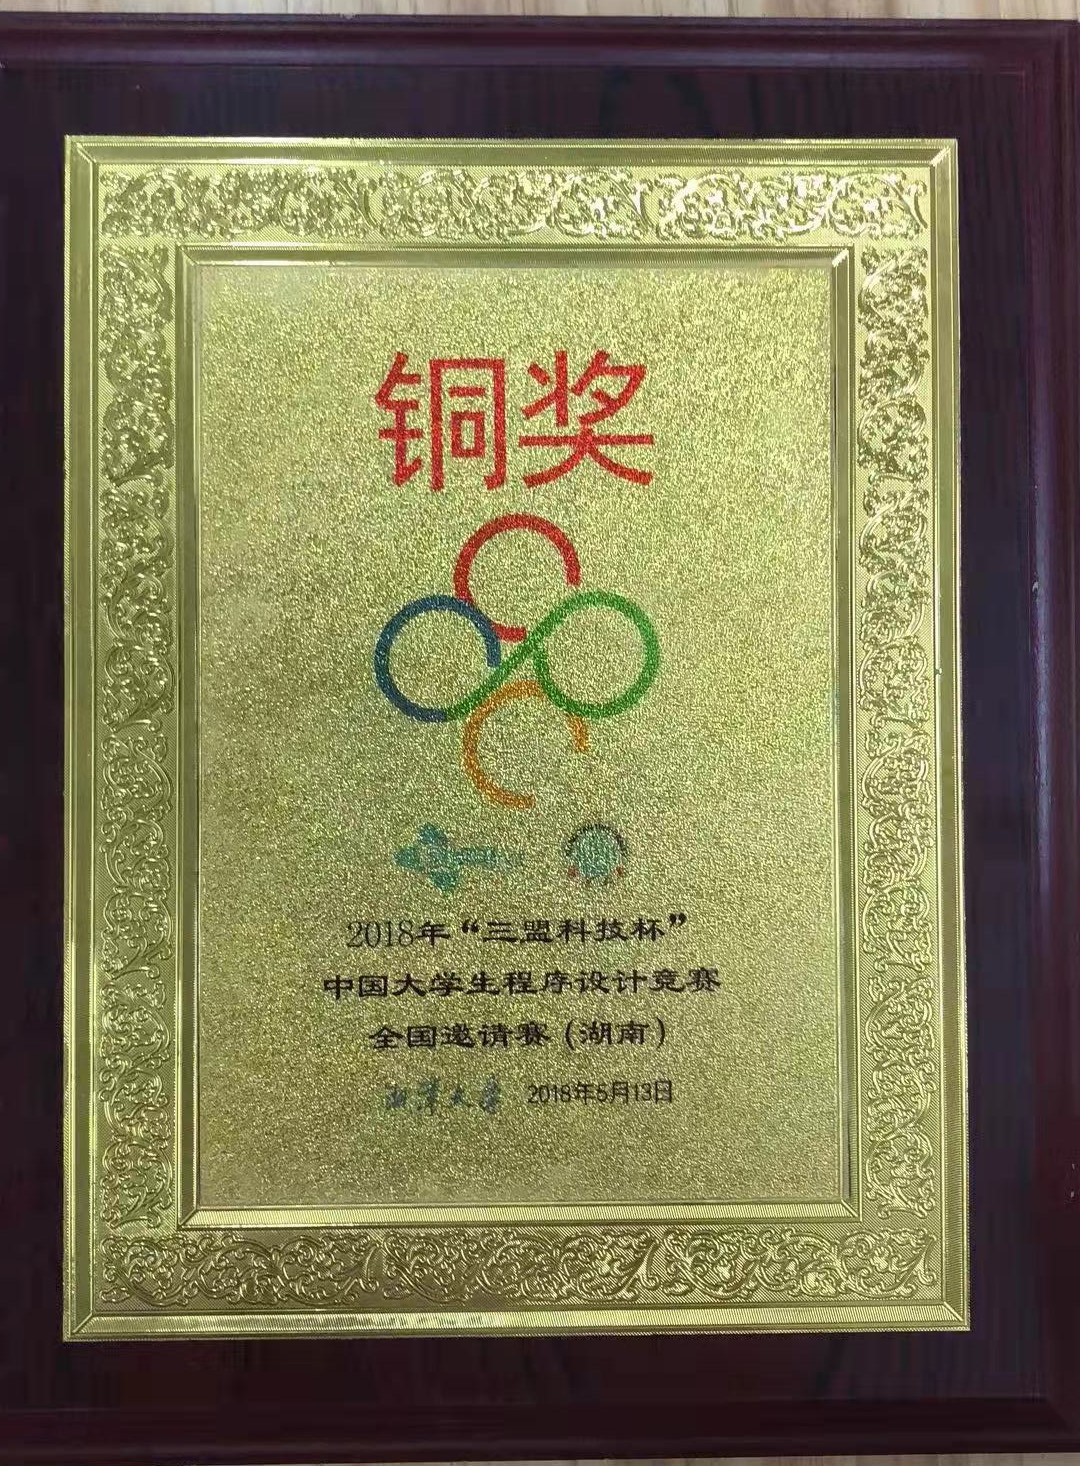 铜奖
2018年“三盟科技杯”
中国大学生程序设计竞赛
全国邀请赛(湖南)
湘潭大学 2018年5月13日